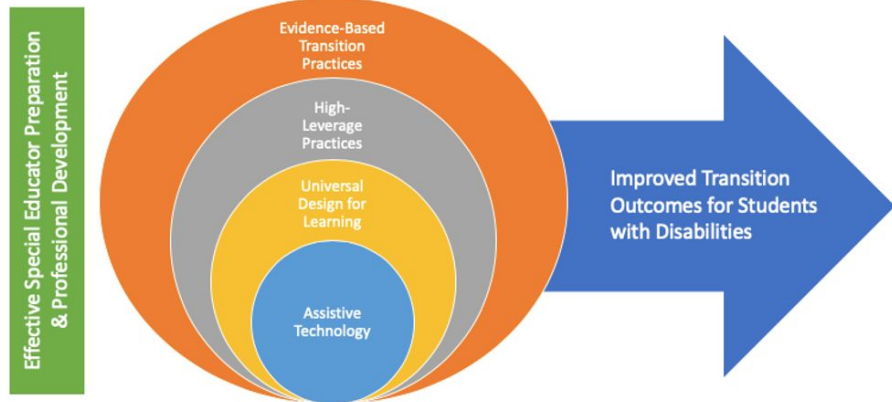 Effective Special Educator Preparation
& Professional Development
Evidence-Based
Transition
Practices
High-
Leverage
Practices
Universal
Design for
Learning
Assistive
Technology
Improved Transition
Outcomes for Students
with Disabilities